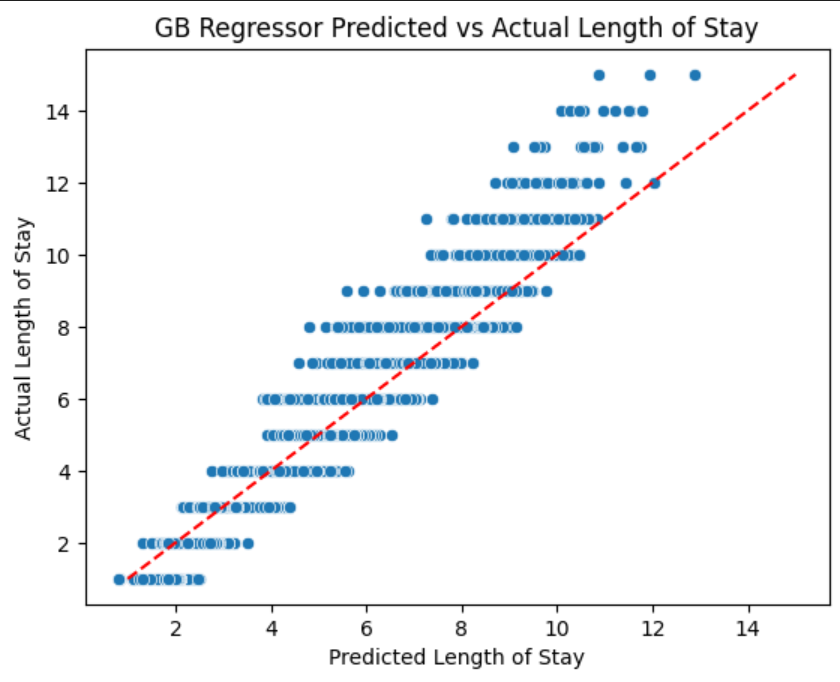 GB Regressor Predicted vs Actual Length of Stay
14
12
10
8
6
4
2
Actual Length of Stay
2 4 6 8 10 12 14
Predicted Length of Stay